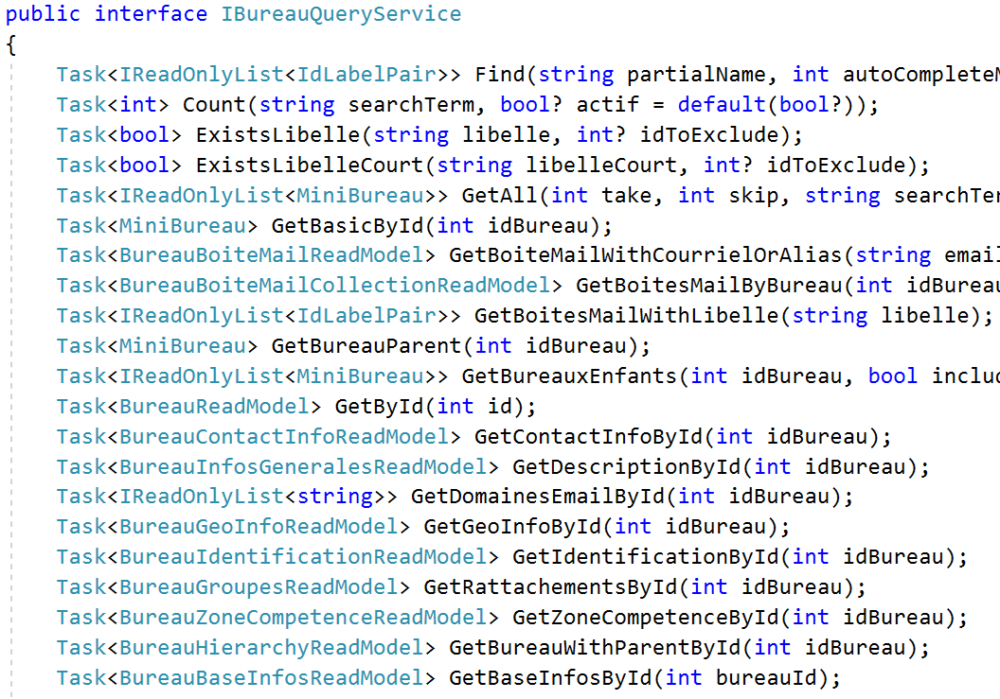 public interface IBureauQueryService
{
Task<IReadOnlyList<IdLabelPair>> Find(string partialName, int
Task<int> Count(string searchTerm, bool? actif = default(bool?));
Task<bool> ExistsLibelle(string libelle, int? idToExclude);
Task<bool> ExistsLibelleCourt(string libelleCourt, int? idToExclude);
Task<IReadOnlyList<MiniBureau>> GetAll(int take, int skip, string
Task<MiniBureau> GetBasicById(int idBureau);
Task<BureauBoiteMailReadModel> GetBoiteMailWithCourrielOrAlias(string email
Task<BureauBoiteMailCollectionReadModel> GetBoitesMailByBureau(int idBureau
Task<IReadOnlyList<IdLabelPair>> GetBoitesMailWithLibelle(string libelle);
Task<MiniBureau> GetBureauParent(int idBureau);
Task<IReadOnlyList<MiniBureau>> GetBureauxEnfants(int idBureau, bool
Task<BureauReadModel> GetById(int id);
Task<BureauContactInfoReadModel> GetContactInfoById(int idBureau);
Task<BureauInfosGeneralesReadModel> GetDescriptionById(int idBureau);
Task<IReadOnlyList<string>> GetDomainesEmailById(int idBureau);
Task<BureauGeoInfoReadModel> GetGeoInfoById(int idBureau);
Task<BureauIdentificationReadModel> GetIdentificationById(int idBureau);
Task<BureauGroupesReadModel> GetRattachementsById(int idBureau);
Task<BureauZoneCompetenceReadModel> GetZoneCompetenceById(int idBureau);
Task<BureauHierarchyReadModel> GetBureauWithParentById(int idBureau);
Task<BureauBaseInfosReadModel> GetBaseInfosById(int bureauId);